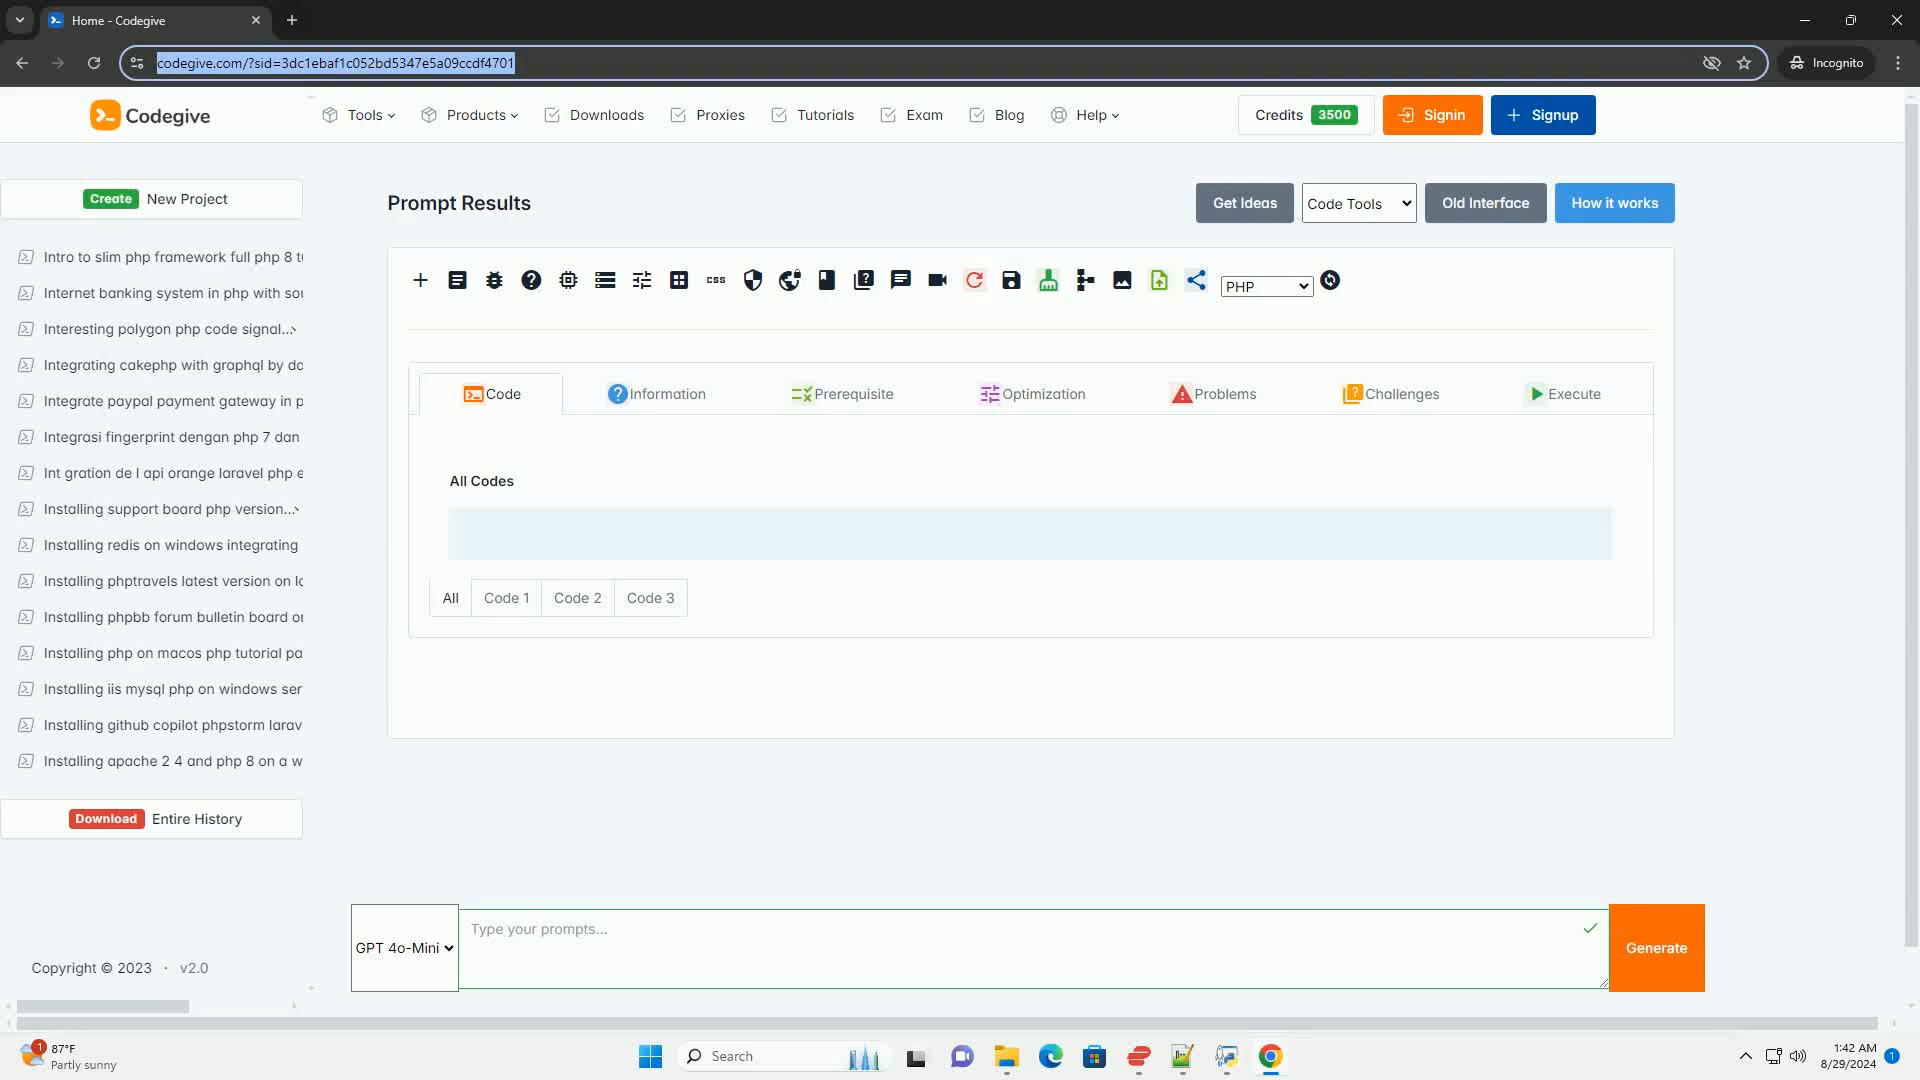 Home - Codegive
codegive.com/?sid=3dc1ebaf1c052bd5347e5a09ccdf4701
Incognito
Codegive
Tools
Products
Downloads
Proxies
Tutorials
Exam
Blog
Help
Credits 3500
Signin
Signup
Create New Project
Intro to slim php framework full php 8 tu
Internet banking system in php with sou
Interesting polygon php code signal...
Integrating cakephp with graphql by da
Integrate paypal payment gateway in p
Integrasi fingerprint dengan php 7 dan
Int gration de l api orange laravel php e
Installing support board php version...
Installing redis on windows integrating
Installing phptravels latest version on lo
Installing phpbb forum bulletin board on
Installing php on macos php tutorial pa
Installing iis mysql php on windows ser
Installing github copilot phpstorm larav
Installing apache 2 4 and php 8 on a w
Download Entire History
Copyright © 2023 · v2.0
Prompt Results
Get Ideas
Code Tools
Old Interface
How it works
CSS
PHP
Code
Information
Prerequisite
Optimization
Problems
Challenges
Execute
All Codes
All
Code 1
Code 2
Code 3
GPT 4o-Mini
Type your prompts...
Generate
1
87°F
Partly sunny
Search
1:42 AM
8/29/2024
1